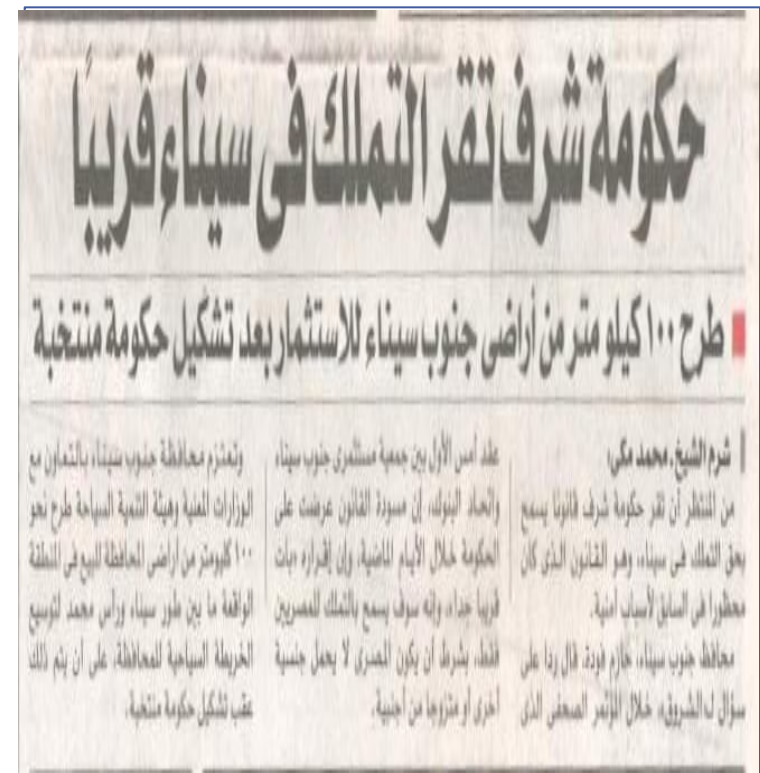 حكومة شرف تقر التملك فى سيناء قريبًا
طرح ١٠٠ كيلو متر من أراضى جنوب سيناء للاستثمار بعد تشكيل حكومة منتخبة
شرم الشيخ ـ محمد مكى:
من المنتظر أن تقر حكومة شرف قانونا يسمح
بحق التملك فى سيناء، وهو القانون الذى كان
محظورا فى السابق لأسباب أمنية.
محافظ جنوب سيناء، حازم فودة، قال ردا على
سؤال لـ«الشروق»، خلال المؤتمر الصحفى الذى
عقد أمس الأول بين جمعية مستثمرى جنوب سيناء
واتحاد البنوك، إن مسودة القانون عرضت على
الحكومة خلال الأيام الماضية، وإن إقراره «بات
قريبا جدا»، وإنه سوف يسمح بالتملك للمصريين
فقط، بشرط أن يكون المصرى لا يحمل جنسية
أخرى أو متزوجا من أجنبية.
وتعتزم محافظة جنوب سيناء بالتعاون مع
الوزارات المعنية وهيئة التنمية السياحة طرح نحو
١٠٠ كليومتر من أراضى المحافظة للبيع فى المنطقة
الواقعة ما بين طور سيناء ورأس محمد لتوسيع
الخريطة السياحية للمحافظة، على أن يتم ذلك
عقب تشكيل حكومة منتخبة.